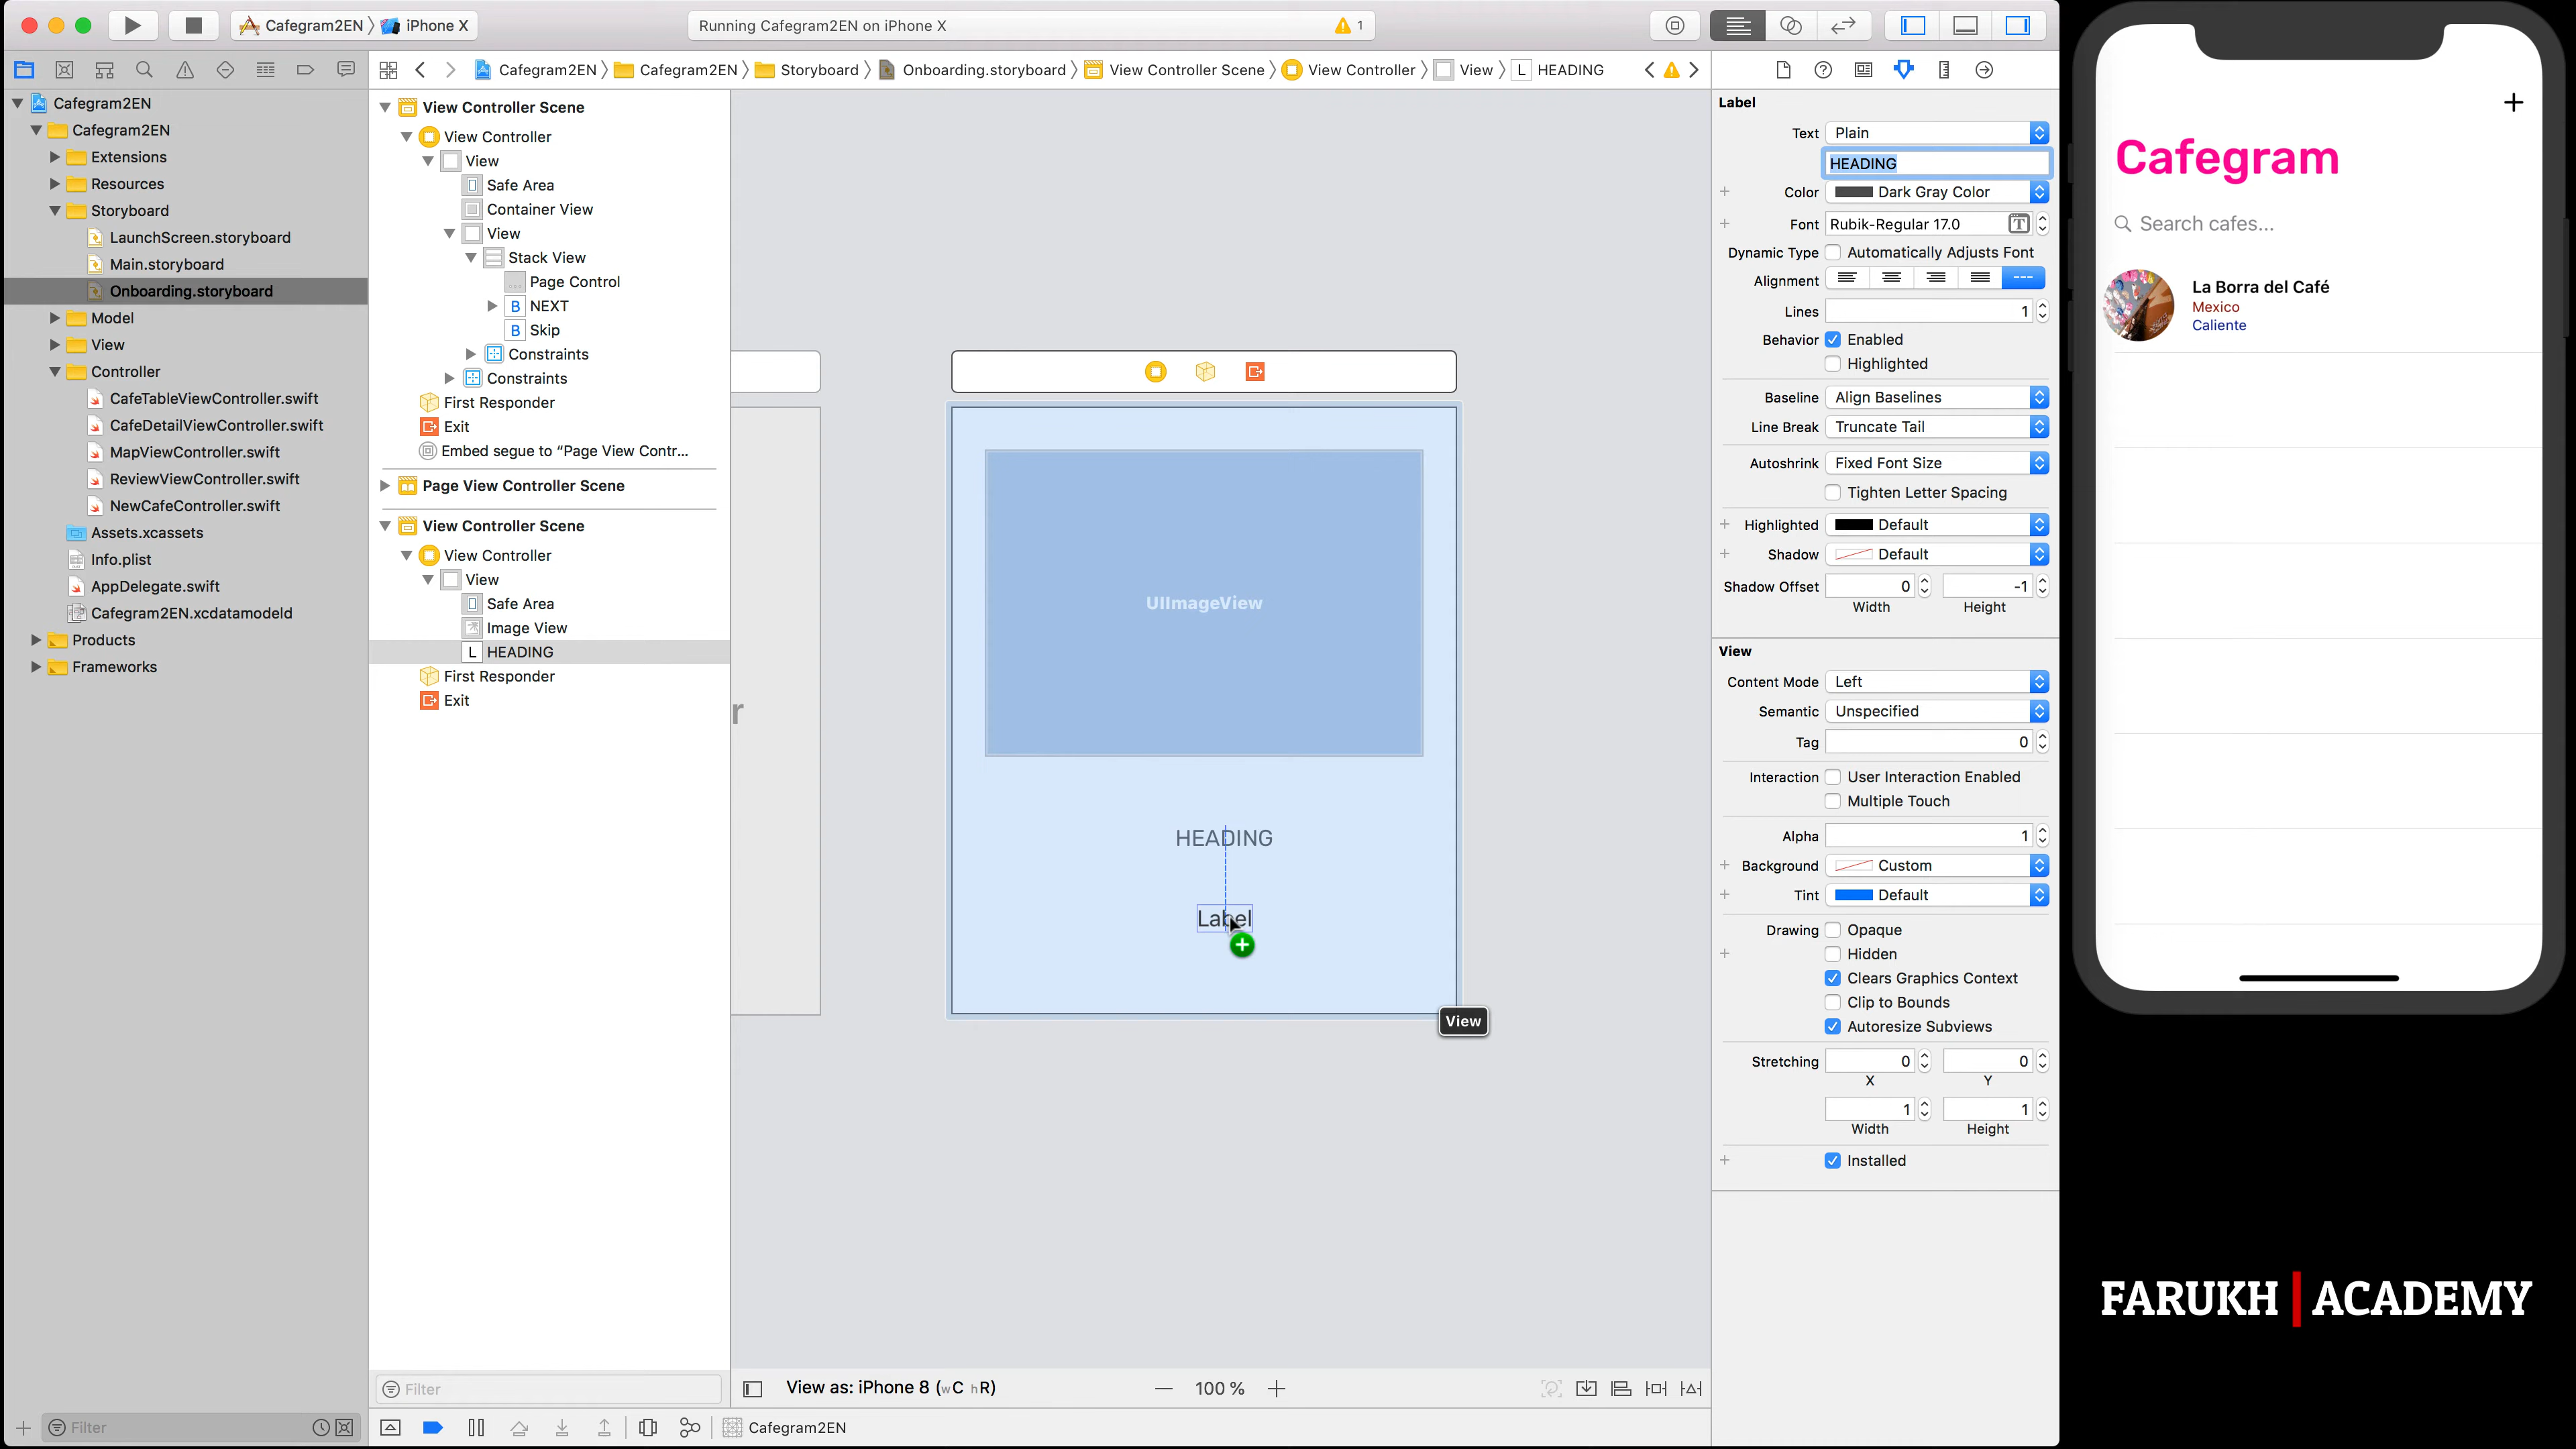 Cafegram2EN
iPhone X
Running Cafegram2EN on iPhone X
1
Cafegram2EN
Cafegram2EN
Storyboard
Onboarding.storyboard
View Controller Scene
View Controller
View
L
HEADING
Cafegram2EN
Cafegram2EN
Extensions
Resources
Storyboard
LaunchScreen.storyboard
Main.storyboard
Onboarding.storyboard
Model
View
Controller
CafeTableViewController.swift
CafeDetailViewController.swift
MapViewController.swift
ReviewViewController.swift
NewCafeController.swift
Assets.xcassets
Info.plist
AppDelegate.swift
Cafegram2EN.xcdatamodeld
Products
Frameworks
Filter
View Controller Scene
View Controller
View
Safe Area
Container View
View
Stack View
Page Control
B NEXT
B Skip
Constraints
Constraints
First Responder
Exit
Embed segue to “Page View Contr...
Page View Controller Scene
View Controller Scene
View Controller
View
Safe Area
Image View
L HEADING
First Responder
Exit
Filter
r
UIImageView
HEADING
Label
View
View as: iPhone 8 (wC hR)
100 %
Cafegram2EN
Label
Text Plain
HEADING
Color Dark Gray Color
Font Rubik-Regular 17.0 T
Dynamic Type Automatically Adjusts Font
Alignment
Lines 1
Behavior Enabled
Highlighted
Baseline Align Baselines
Line Break Truncate Tail
Autoshrink Fixed Font Size
Tighten Letter Spacing
Highlighted Default
Shadow Default
Shadow Offset 0 -1
Width Height
View
Content Mode Left
Semantic Unspecified
Tag 0
Interaction User Interaction Enabled
Multiple Touch
Alpha 1
Background Custom
Tint Default
Drawing Opaque
Hidden
Clears Graphics Context
Clip to Bounds
Autoresize Subviews
Stretching 0 0
X Y
1 1
Width Height
Installed
Cafegram
Search cafes...
La Borra del Café
Mexico
Caliente
FARUKH | ACADEMY